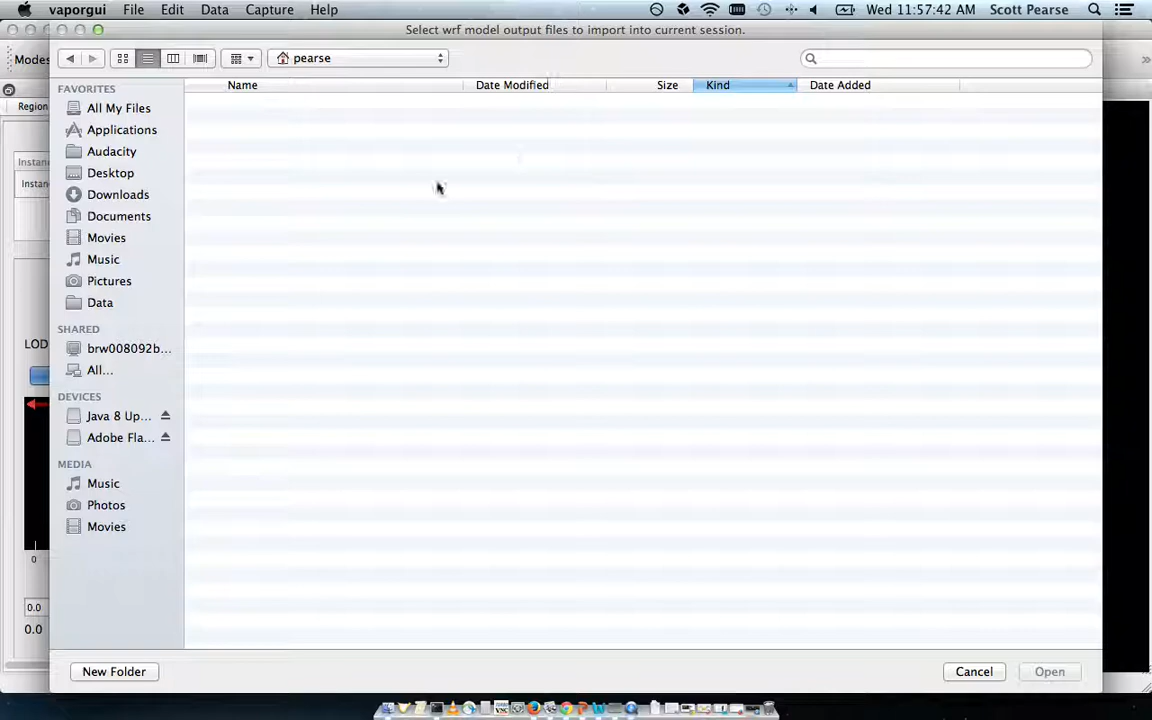 vaporgui File Edit Data Capture Help Wed 11:57:42 AM Scott Pearse
Select wrf model output files to import into current session.
Modes
pearse
Name Date Modified Size Kind Date Added
Region
Instan
Instan
LOD
0
0.0
0.0
FAVORITES
All My Files
Applications
Audacity
Desktop
Downloads
Documents
Movies
Music
Pictures
Data
SHARED
brw008092b...
All...
DEVICES
Java 8 Up...
Adobe Fla...
MEDIA
Music
Photos
Movies
New Folder Cancel Open